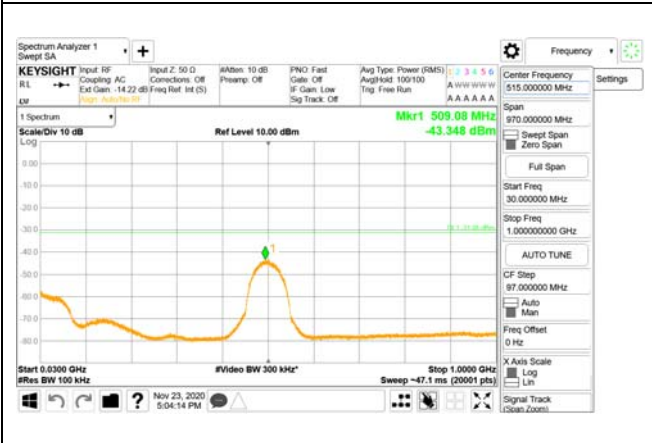 Spectrum Analyzer 1
Swept SA
Frequency
KEYSIGHT
RL
Input: RF
Coupling: AC
Ext Gain: -14.22 dB
Align: Auto/No RF
Input Z: 50 Ω
Corrections: Off
Freq Ref: Int (S)
#Atten: 10 dB
Preamp: Off
PNO: Fast
Gate: Off
IF Gain: Low
Sig Track: Off
Avg Type: Power (RMS)
Avg|Hold: 100/100
Trig: Free Run
1 2 3 4 5 6
A W W W W W
A A A A A A
1 Spectrum
Scale/Div 10 dB
Log
Ref Level 10.00 dBm
Mkr1 509.08 MHz
-43.348 dBm
0.00
-10.0
-20.0
-30.0
-40.0
-50.0
-60.0
-70.0
-80.0
1
Start 0.0300 GHz
#Res BW 100 kHz
#Video BW 300 kHz*
Stop 1.0000 GHz
Sweep ~47.1 ms (20001 pts)
Nov 23, 2020
5:04:14 PM
Center Frequency
515.000000 MHz
Settings
Span
970.000000 MHz
Swept Span
Zero Span
Full Span
Start Freq
30.000000 MHz
Stop Freq
1.000000000 GHz
AUTO TUNE
CF Step
97.000000 MHz
Auto
Man
Freq Offset
0 Hz
X Axis Scale
Log
Lin
Signal Track
(Span Zoom)